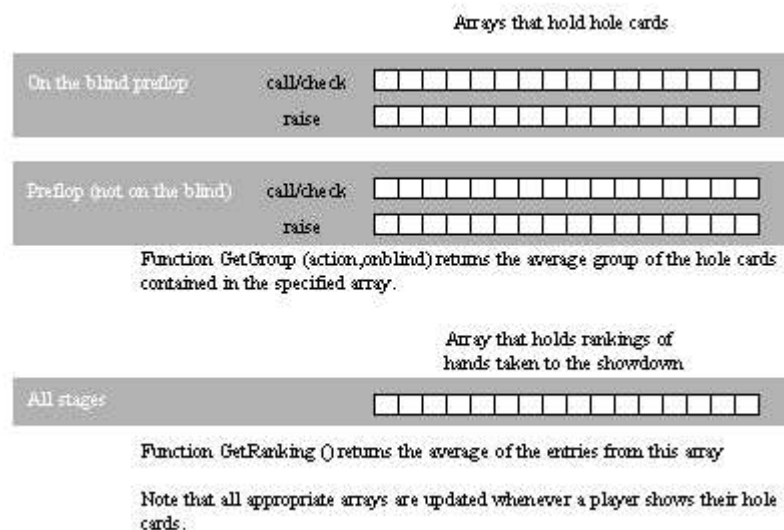 Arrays that hold hole cards
On the blind preflop
call/check
raise
Preflop (not on the blind)
call/check
raise
Function GetGroup (action,onblind) returns the average group of the hole cards
contained in the specified array.
Array that holds rankings of
hands taken to the showdown
All stages
Function GetRanking () returns the average of the entries from this array
Note that all appropriate arrays are updated whenever a player shows their hole
cards.